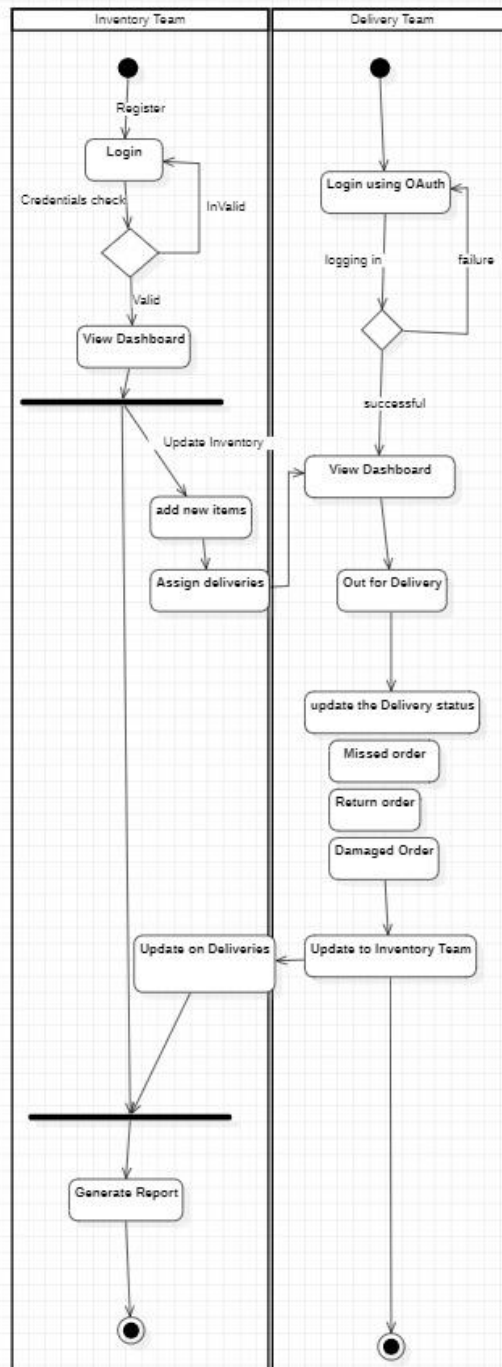 Inventory Team
Delivery Team
Register
Login
Credentials check
InValid
Valid
View Dashboard
Update Inventory
add new items
Assign deliveries
Login using OAuth
logging in
failure
successful
View Dashboard
Out for Delivery
update the Delivery status
Missed order
Return order
Damaged Order
Update to Inventory Team
Update on Deliveries
Generate Report